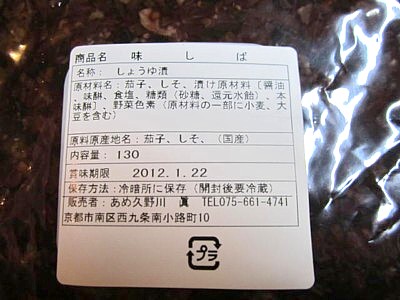 商品名 味 し ば
名称: しょうゆ漬
原材料名:茄子、しそ、漬け原材料〔醤油
、味醂、食塩、糖類(砂糖、還元水飴)、本
味醂〕、野菜色素(原材料の一部に小麦、大
豆を含む)
原料原産地名:茄子、しそ、(国産)
内容量: 130
賞味期限 2012.1.22
保存方法:冷暗所に保存(開封後要冷蔵)
販売者:あめ久野川 眞 TEL075-661-4741
京都市南区西九条南小路町10
プラ